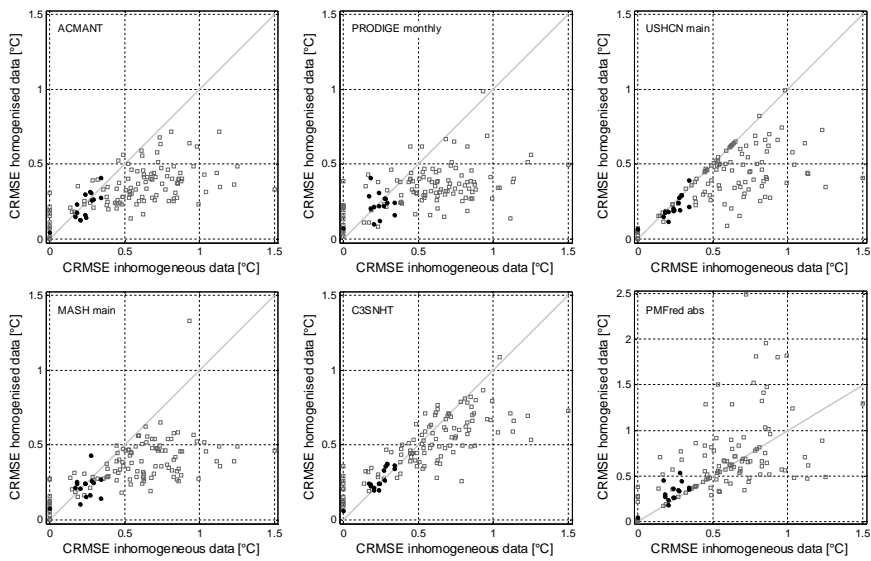 ACMANT
CRMSE homogenised data [°C]
1.5
1
0.5
0
0 0.5 1 1.5
CRMSE inhomogeneous data [°C]
PRODIGE monthly
CRMSE homogenised data [°C]
1.5
1
0.5
0
0 0.5 1 1.5
CRMSE inhomogeneous data [°C]
USHCN main
CRMSE homogenised data [°C]
1.5
1
0.5
0
0 0.5 1 1.5
CRMSE inhomogeneous data [°C]
MASH main
CRMSE homogenised data [°C]
1.5
1
0.5
0
0 0.5 1 1.5
CRMSE inhomogeneous data [°C]
C3SNHT
CRMSE homogenised data [°C]
1.5
1
0.5
0
0 0.5 1 1.5
CRMSE inhomogeneous data [°C]
PMFred abs
CRMSE homogenised data [°C]
2.5
2
1.5
1
0.5
0
0 0.5 1 1.5
CRMSE inhomogeneous data [°C]